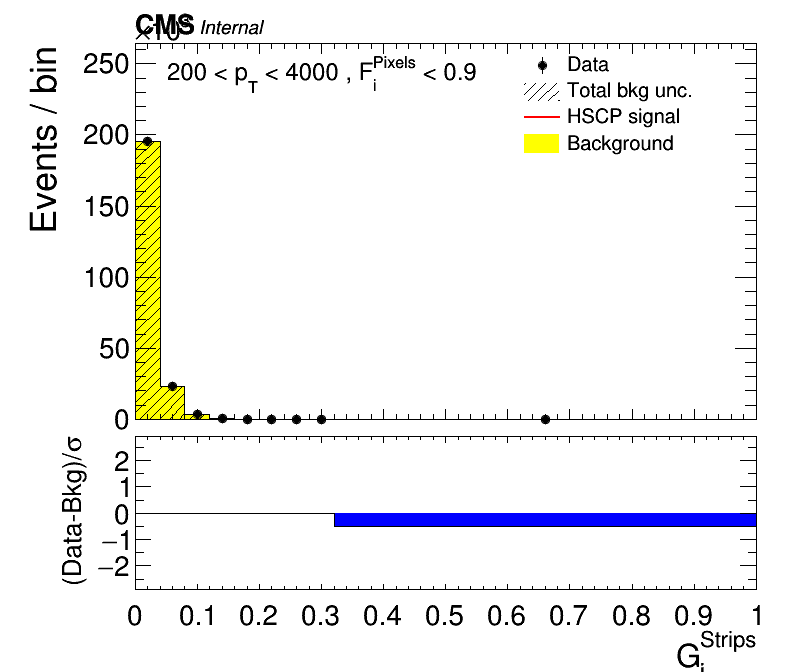 CMS Internal
×10³
200 < p_T < 4000 , F_i^Pixels < 0.9
Data
Total bkg unc.
HSCP signal
Background
Events / bin
250
200
150
100
50
0
(Data-Bkg)/σ
2
1
0
−1
−2
0 0.1 0.2 0.3 0.4 0.5 0.6 0.7 0.8 0.9 1
G_i^Strips